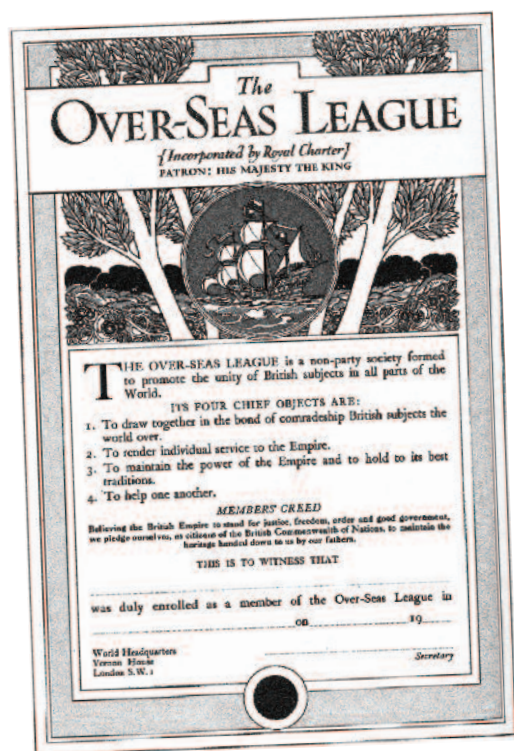 The
OVER-SEAS LEAGUE
[Incorporated by Royal Charter]
PATRON: HIS MAJESTY THE KING
THE OVER-SEAS LEAGUE is a non-party society formed
to promote the unity of British subjects in all parts of the
World.
ITS FOUR CHIEF OBJECTS ARE:
1. To draw together in the bond of comradeship British subjects the
world over.
2. To render individual service to the Empire.
3. To maintain the power of the Empire and to hold to its best
traditions.
4. To help one another.
MEMBERS' CREED
Believing the British Empire to stand for justice, freedom, order and good government,
we pledge ourselves, as citizens of the British Commonwealth of Nations, to maintain the
heritage handed down to us by our fathers.
THIS IS TO WITNESS THAT
was duly enrolled as a member of the Over-Seas League in
on 19
World Headquarters
Vernon House
London S.W.1
Secretary